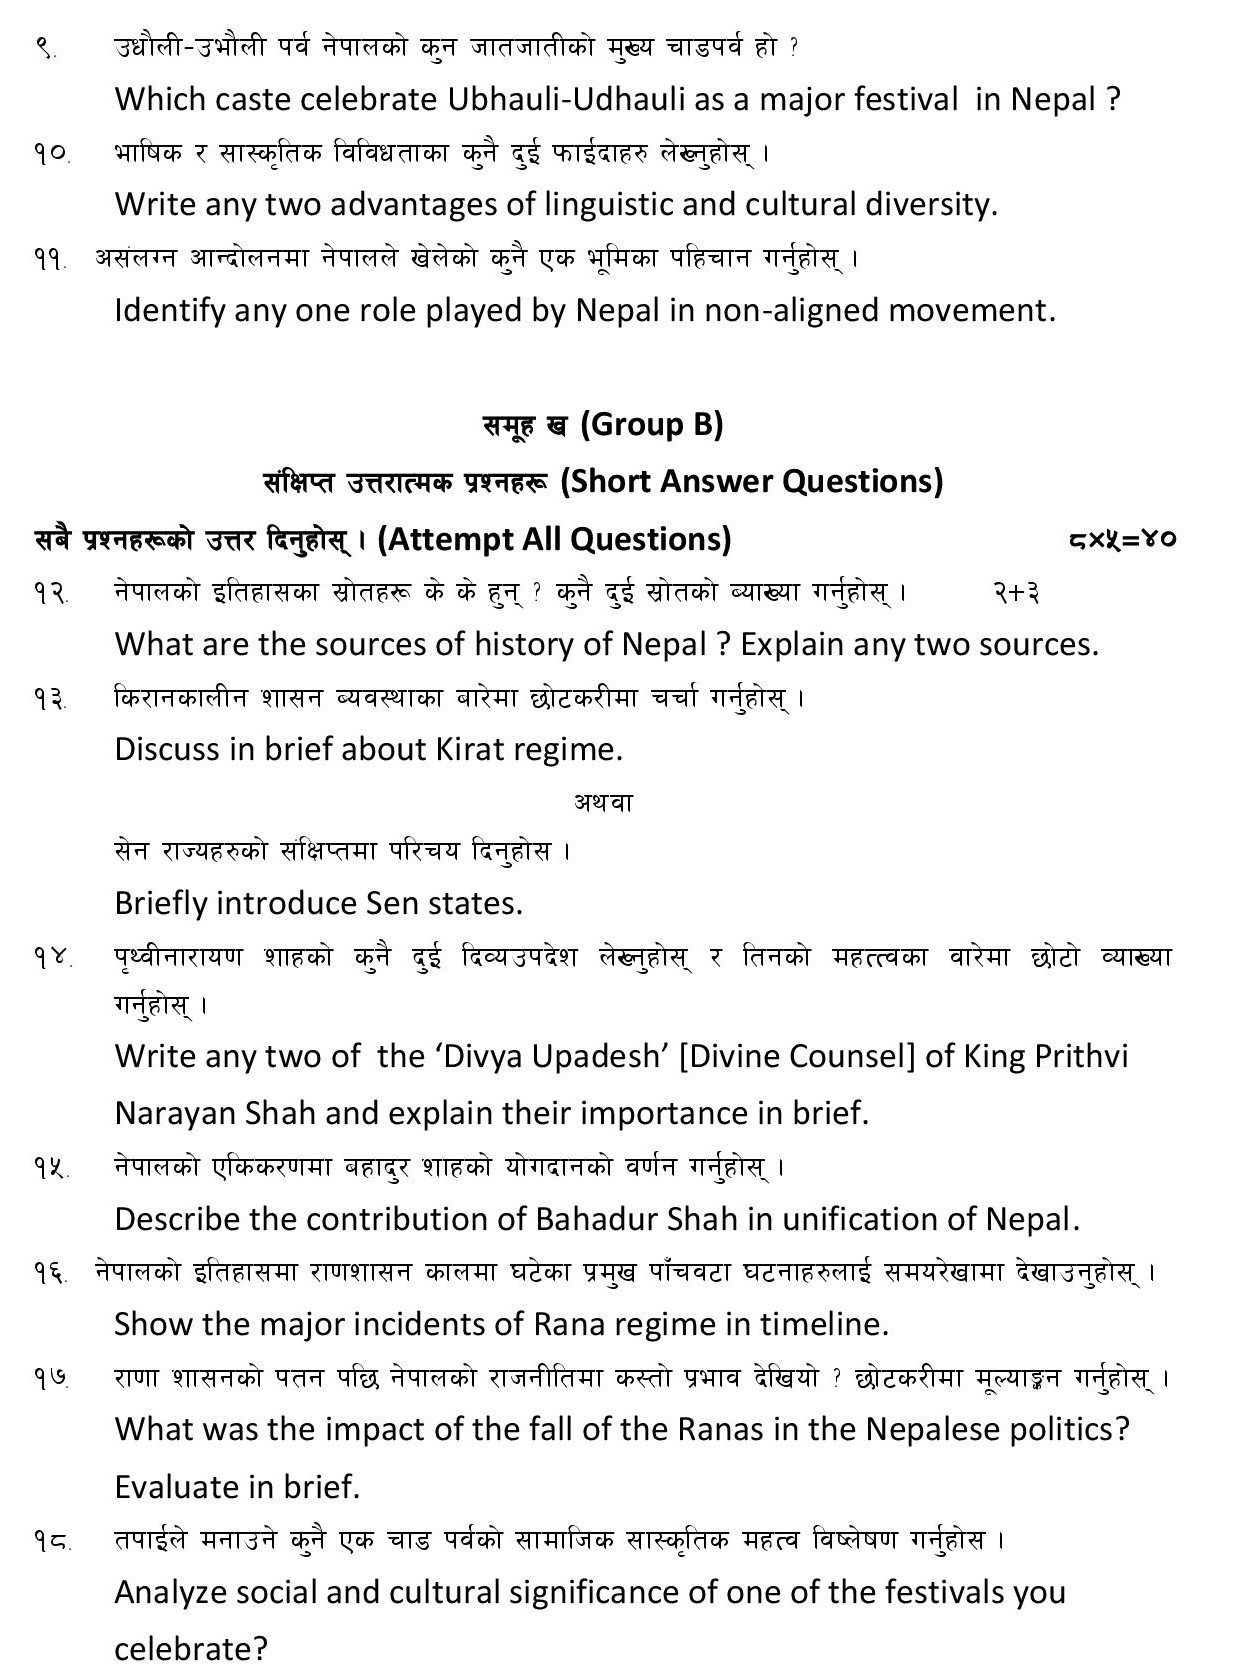 ९. उधौली-उभौली पर्व नेपालको कुन जातजातीको मुख्य चाडपर्व हो ?
Which caste celebrate Ubhauli-Udhauli as a major festival in Nepal ?
१०. भाषिक र सास्कृतिक विविधताका कुनै दुई फाईदाहरु लेख्नुहोस् ।
Write any two advantages of linguistic and cultural diversity.
११. असंलग्न आन्दोलनमा नेपालले खेलेको कुनै एक भूमिका पहिचान गर्नुहोस् ।
Identify any one role played by Nepal in non-aligned movement.
समूह ख (Group B)
संक्षिप्त उत्तरात्मक प्रश्नहरू (Short Answer Questions)
सबै प्रश्नहरूको उत्तर दिनुहोस् । (Attempt All Questions) ८×५=४०
१२. नेपालको इतिहासका स्रोतहरू के के हुन् ? कुनै दुई स्रोतको व्याख्या गर्नुहोस् । २+३
What are the sources of history of Nepal ? Explain any two sources.
१३. किरानकालीन शासन ब्यवस्थाका बारेमा छोटकरीमा चर्चा गर्नुहोस् ।
Discuss in brief about Kirat regime.
अथवा
सेन राज्यहरुको संक्षिप्तमा परिचय दिनुहोस ।
Briefly introduce Sen states.
१४. पृथ्वीनारायण शाहको कुनै दुई दिव्यउपदेश लेख्नुहोस् र तिनको महत्त्वका वारेमा छोटो व्याख्या
गर्नुहोस् ।
Write any two of the ‘Divya Upadesh’ [Divine Counsel] of King Prithvi
Narayan Shah and explain their importance in brief.
१५. नेपालको एकिकरणमा बहादुर शाहको योगदानको वर्णन गर्नुहोस् ।
Describe the contribution of Bahadur Shah in unification of Nepal.
१६. नेपालको इतिहासमा राणशासन कालमा घटेका प्रमुख पाँचवटा घटनाहरुलाई समयरेखामा देखाउनुहोस् ।
Show the major incidents of Rana regime in timeline.
१७. राणा शासनको पतन पछि नेपालको राजनीतिमा कस्तो प्रभाव देखियो ? छोटकरीमा मूल्याङ्कन गर्नुहोस् ।
What was the impact of the fall of the Ranas in the Nepalese politics?
Evaluate in brief.
१८. तपाईले मनाउने कुनै एक चाड पर्वको सामाजिक सास्कृतिक महत्व विष्लेषण गर्नुहोस ।
Analyze social and cultural significance of one of the festivals you
celebrate?